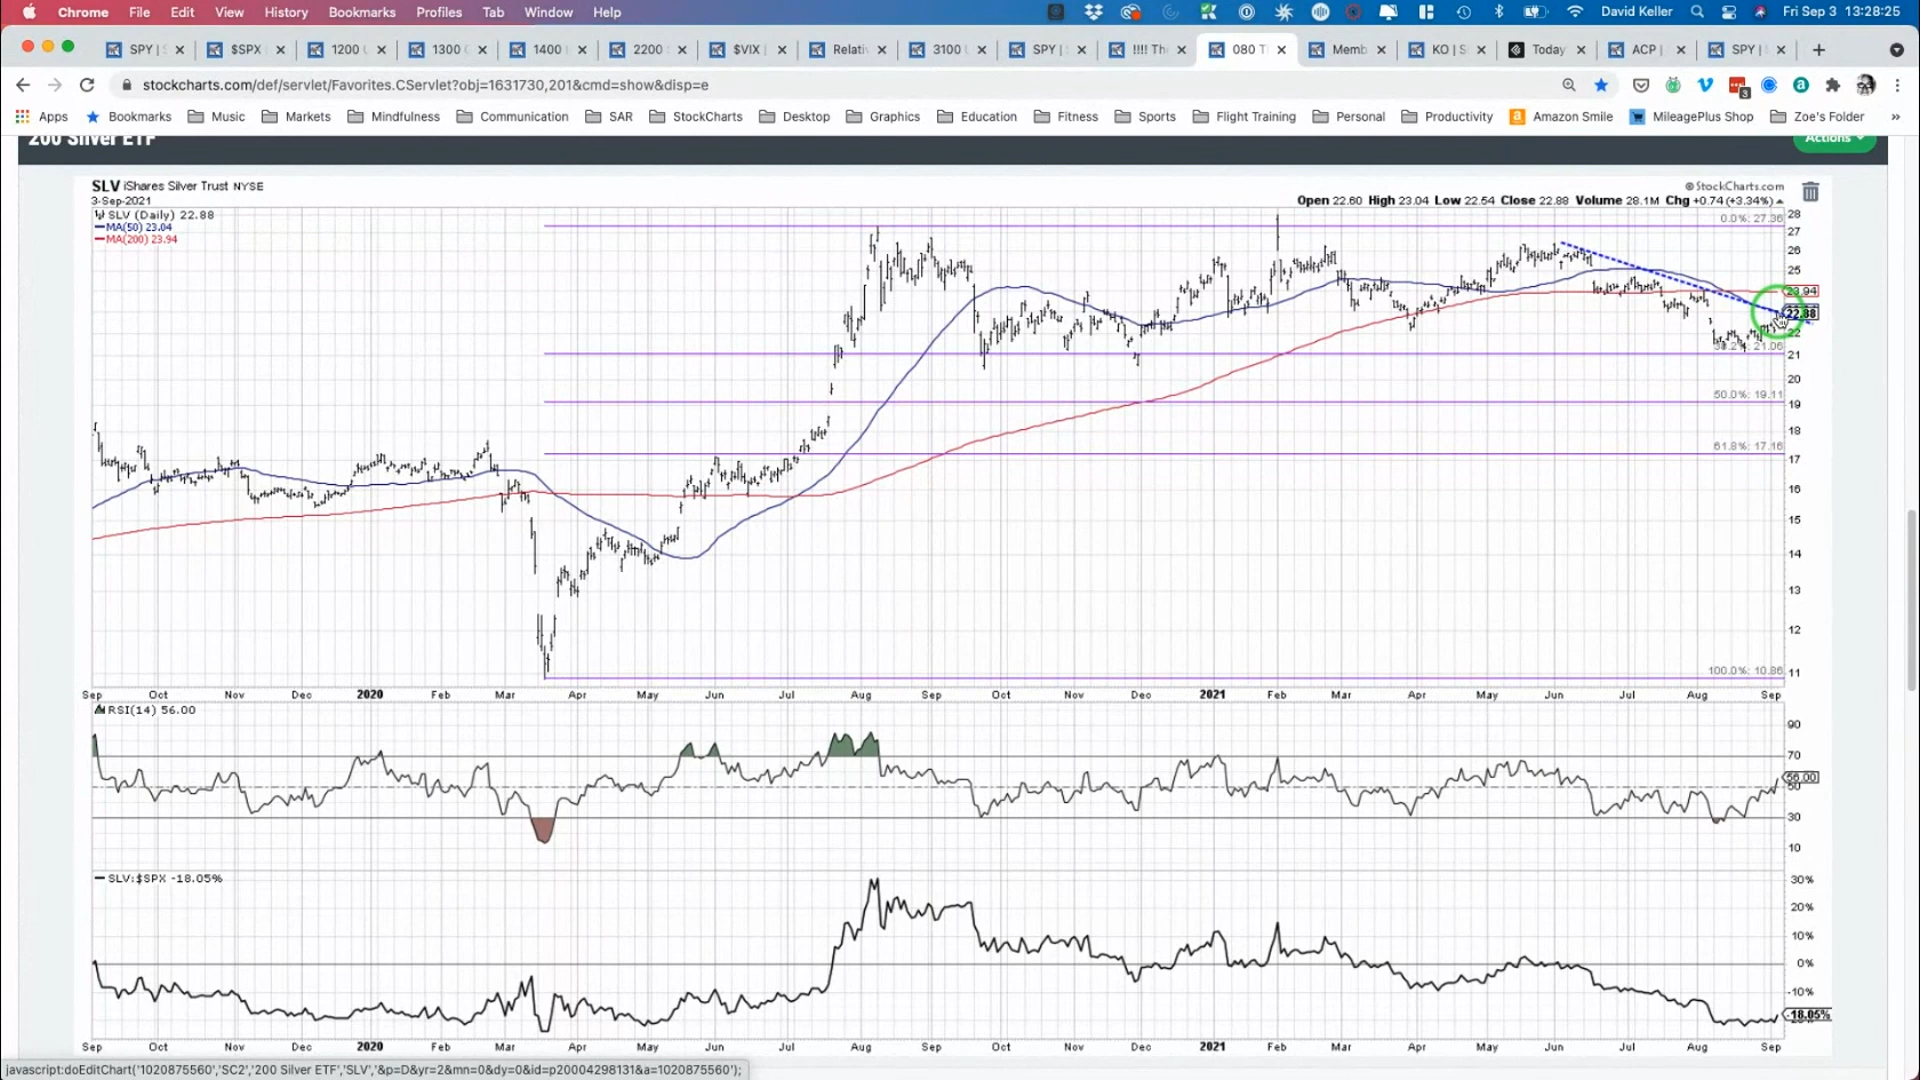 Chrome File Edit View History Bookmarks Profiles Tab Window Help David Keller Fri Sep 3 13:28:25
SPY | $SPX 1200 1300 1400 2200 $VIX | Relativ 3100 SPY | !!!! Th 080 T Memb KO | S Today ACP | SPY |
stockcharts.com/def/servlet/Favorites.CServlet?obj=1631730,201&cmd=show&disp=e 3
Apps Bookmarks Music Markets Mindfulness Communication SAR StockCharts Desktop Graphics Education Fitness Sports Flight Training Personal Productivity Amazon Smile MileagePlus Shop Zoe's Folder »
200 Silver ETF Actions
SLV iShares Silver Trust NYSE © StockCharts.com
3-Sep-2021 Open 22.60 High 23.04 Low 22.54 Close 22.88 Volume 28.1M Chg +0.74 (+3.34%)
SLV (Daily) 22.88
MA(50) 23.04
MA(200) 23.94
28
0.0%: 27.36
27
26
25
23.94
22.88
22
38.2%: 21.06
21
20
50.0%: 19.11
19
18
61.8%: 17.16
17
16
15
14
13
12
100.0%: 10.86
11
Sep Oct Nov Dec 2020 Feb Mar Apr May Jun Jul Aug Sep Oct Nov Dec 2021 Feb Mar Apr May Jun Jul Aug Sep
RSI(14) 56.00
90
70
56.00
50
30
10
SLV:$SPX -18.05%
30%
20%
10%
0%
-10%
-18.05%
Sep Oct Nov Dec 2020 Feb Mar Apr May Jun Jul Aug Sep Oct Nov Dec 2021 Feb Mar Apr May Jun Jul Aug Sep
javascript:doEditChart('1020875560','SC2','200 Silver ETF','SLV','&p=D&yr=2&mn=0&dy=0&id=p20004298131&a=1020875560');